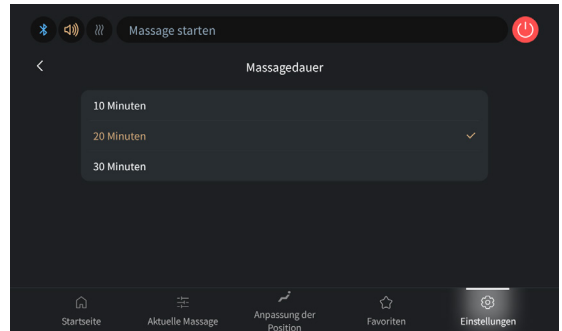 Massage starten
Massagedauer
10 Minuten
20 Minuten
30 Minuten
Startseite
Aktuelle Massage
Anpassung der
Position
Favoriten
Einstellungen